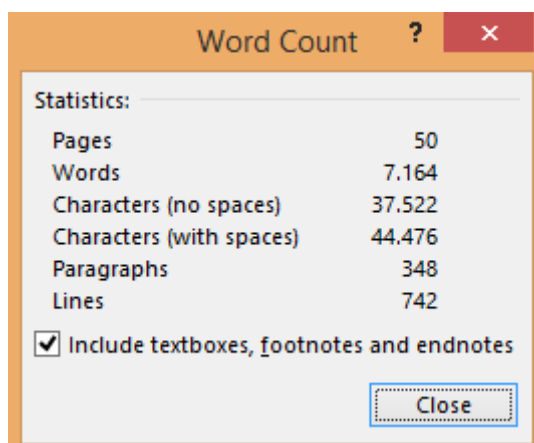 Word Count ? ×
Statistics:
Pages 50
Words 7.164
Characters (no spaces) 37.522
Characters (with spaces) 44.476
Paragraphs 348
Lines 742
Include textboxes, footnotes and endnotes
Close